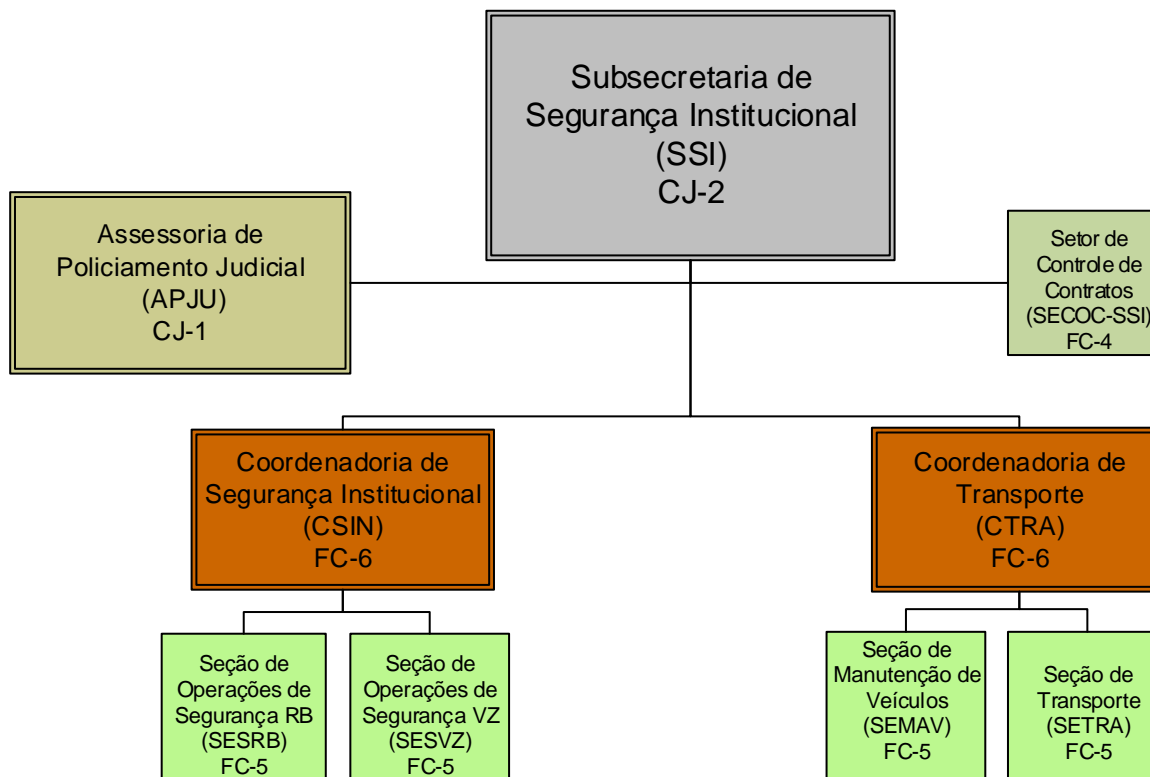 Subsecretaria de
Segurança Institucional
(SSI)
CJ-2
Assessoria de
Policiamento Judicial
(APJU)
CJ-1
Setor de
Controle de
Contratos
(SECOC-SSI)
FC-4
Coordenadoria de
Segurança Institucional
(CSIN)
FC-6
Coordenadoria de
Transporte
(CTRA)
FC-6
Seção de
Operações de
Segurança RB
(SESRB)
FC-5
Seção de
Operações de
Segurança VZ
(SESVZ)
FC-5
Seção de
Manutenção de
Veículos
(SEMAV)
FC-5
Seção de
Transporte
(SETRA)
FC-5